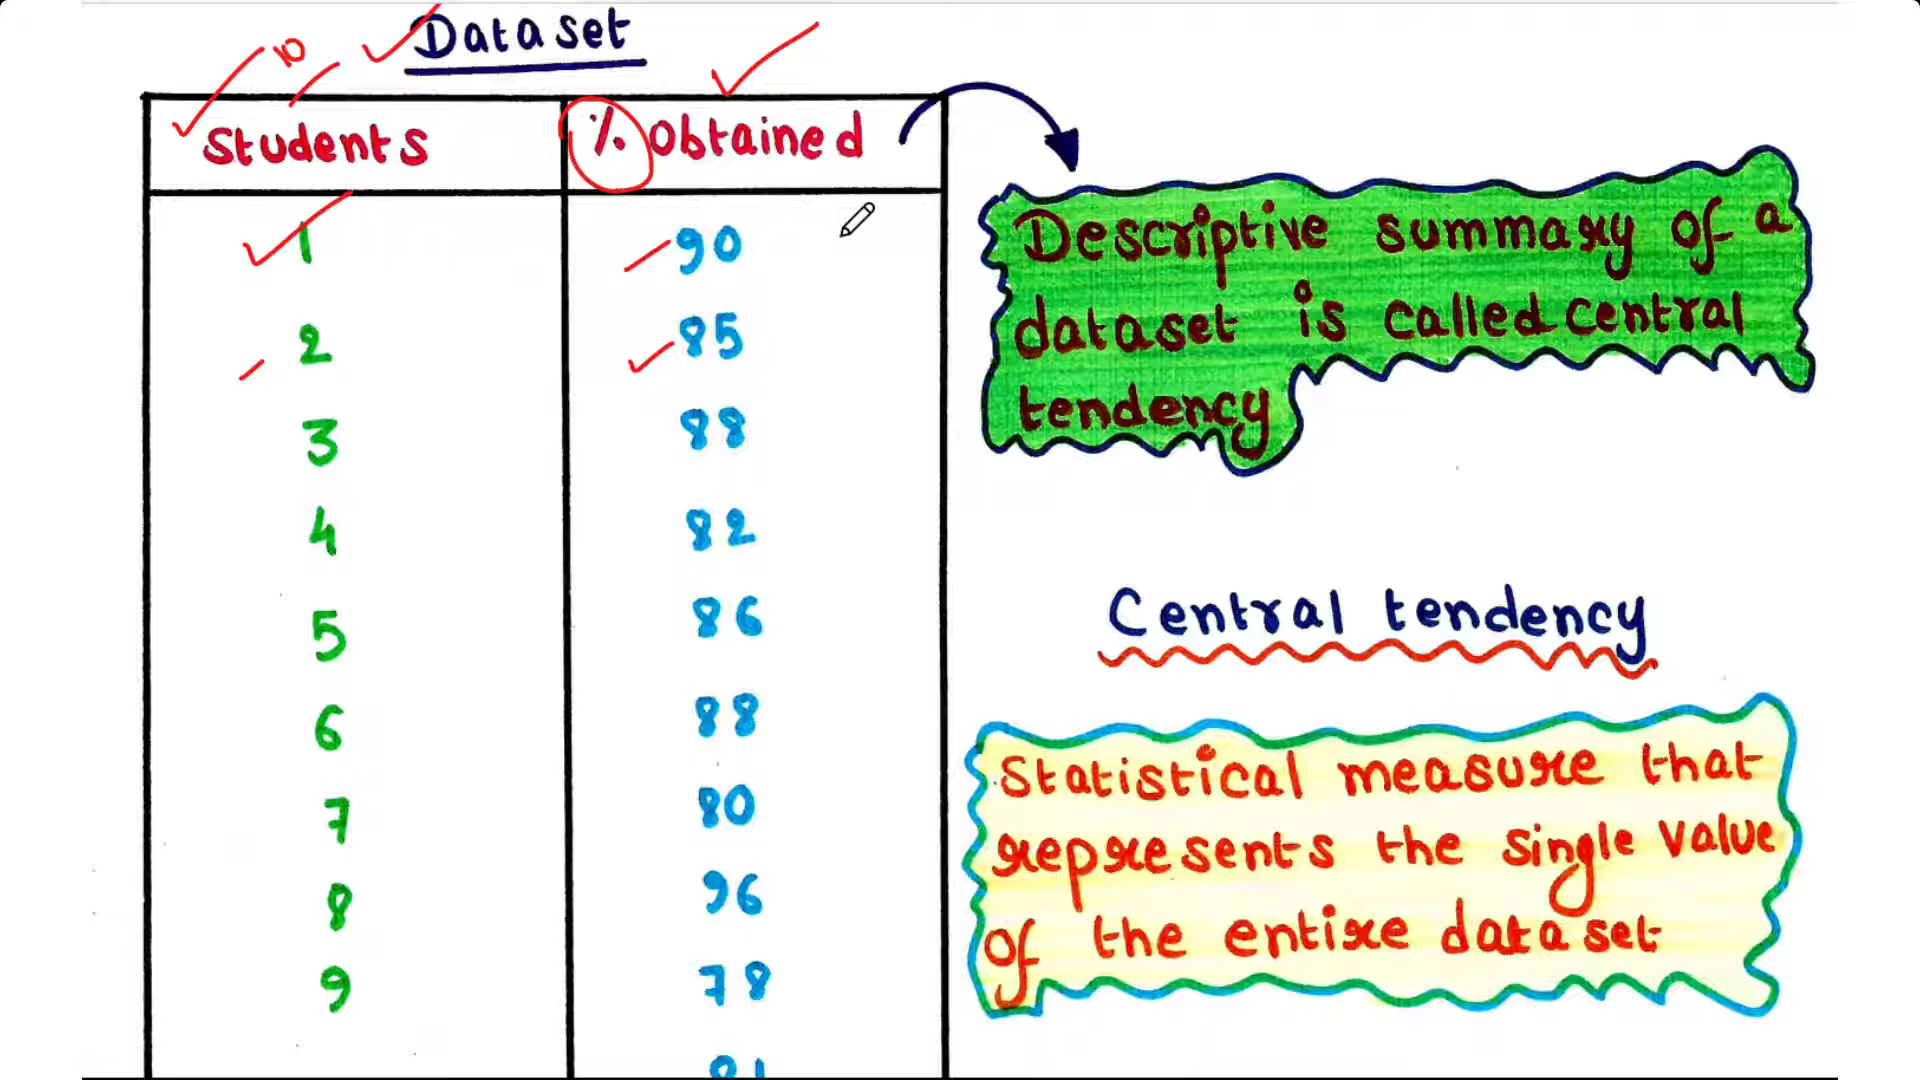 Dataset
10
Students % Obtained
1 90
2 85
3 88
4 82
5 86
6 88
7 80
8 96
9 78
Descriptive summary of a
dataset is called central
tendency
Central tendency
Statistical measure that
represents the single value
of the entire dataset